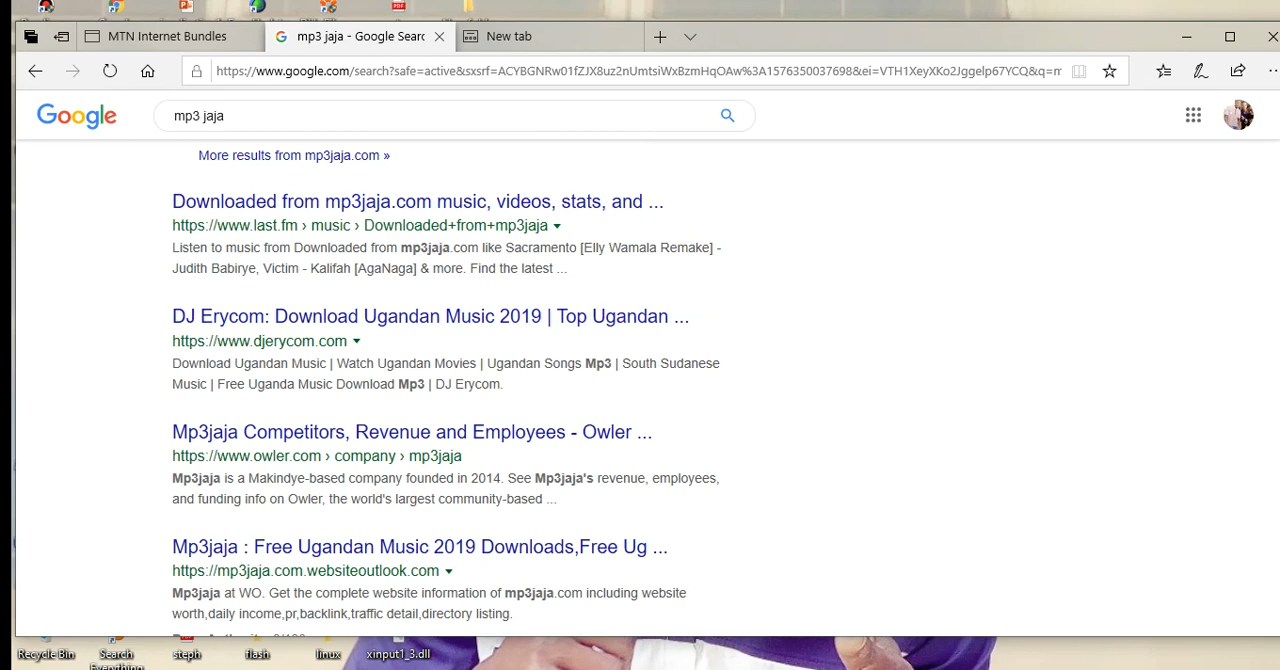 MTN Internet Bundles
mp3 jaja - Google Searc
New tab
https://www.google.com/search?safe=active&sxsrf=ACYBGNRw01fZJX8uz2nUmtsiWxBzmHqOAw%3A1576350037698&ei=VTH1XeyXKo2Jggelp67YCQ&q=m
Google
mp3 jaja
More results from mp3jaja.com »
Downloaded from mp3jaja.com music, videos, stats, and ...
https://www.last.fm › music › Downloaded+from+mp3jaja
Listen to music from Downloaded from mp3jaja.com like Sacramento [Elly Wamala Remake] -
Judith Babirye, Victim - Kalifah [AgaNaga] & more. Find the latest ...
DJ Erycom: Download Ugandan Music 2019 | Top Ugandan ...
https://www.djerycom.com
Download Ugandan Music | Watch Ugandan Movies | Ugandan Songs Mp3 | South Sudanese
Music | Free Uganda Music Download Mp3 | DJ Erycom.
Mp3jaja Competitors, Revenue and Employees - Owler ...
https://www.owler.com › company › mp3jaja
Mp3jaja is a Makindye-based company founded in 2014. See Mp3jaja's revenue, employees,
and funding info on Owler, the world's largest community-based ...
Mp3jaja : Free Ugandan Music 2019 Downloads,Free Ug ...
https://mp3jaja.com.websiteoutlook.com
Mp3jaja at WO. Get the complete website information of mp3jaja.com including website
worth,daily income,pr,backlink,traffic detail,directory listing.
Recycle Bin
Search
Everything
steph
flash
linux
xinput1_3.dll